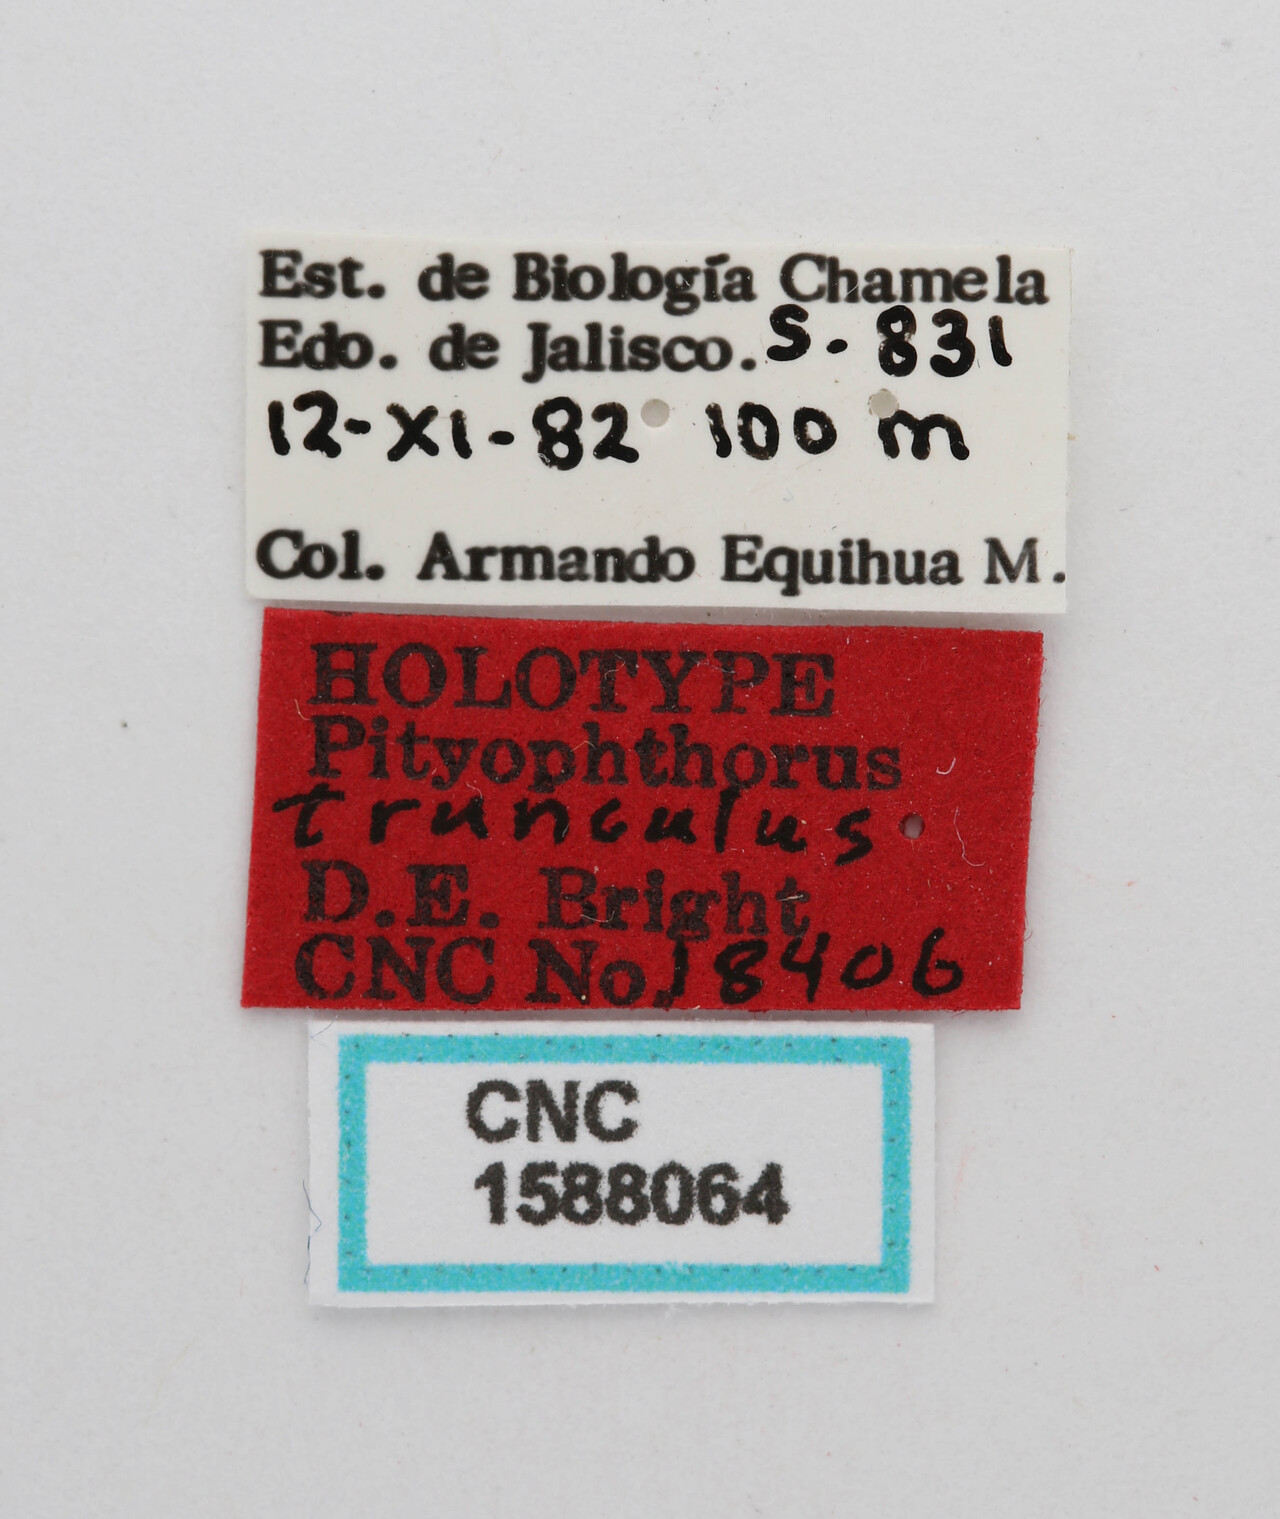 Est. de Biología Chamela
Edo. de Jalisco. S-831
12-XI-82 100 m
Col. Armando Equihua M.
HOLOTYPE
Pityophthorus
trunculus
D.E. Bright
CNC No. 18406
CNC
1588064